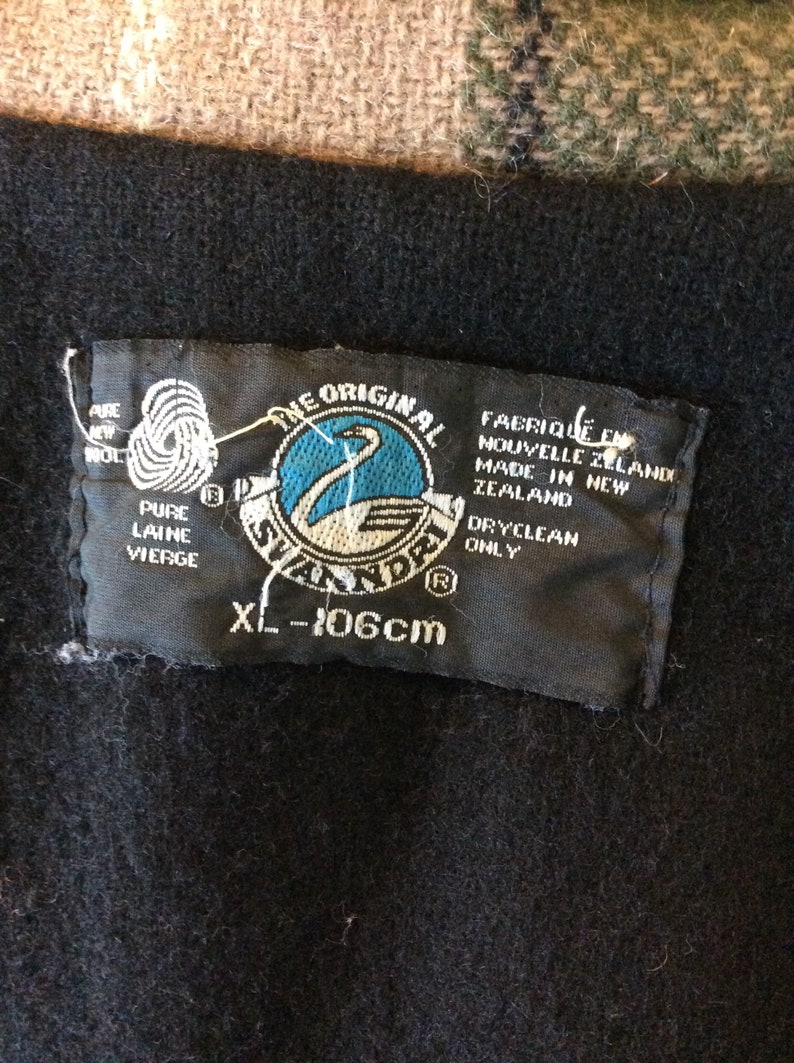 PURE
NEW
WOOL
®
PURE
LAINE
VIERGE
THE ORIGINAL
SWANNDRI
®
XL-106cm
FABRIQUE EN
NOUVELLE ZELANDE
MADE IN NEW
ZEALAND
DRYCLEAN
ONLY